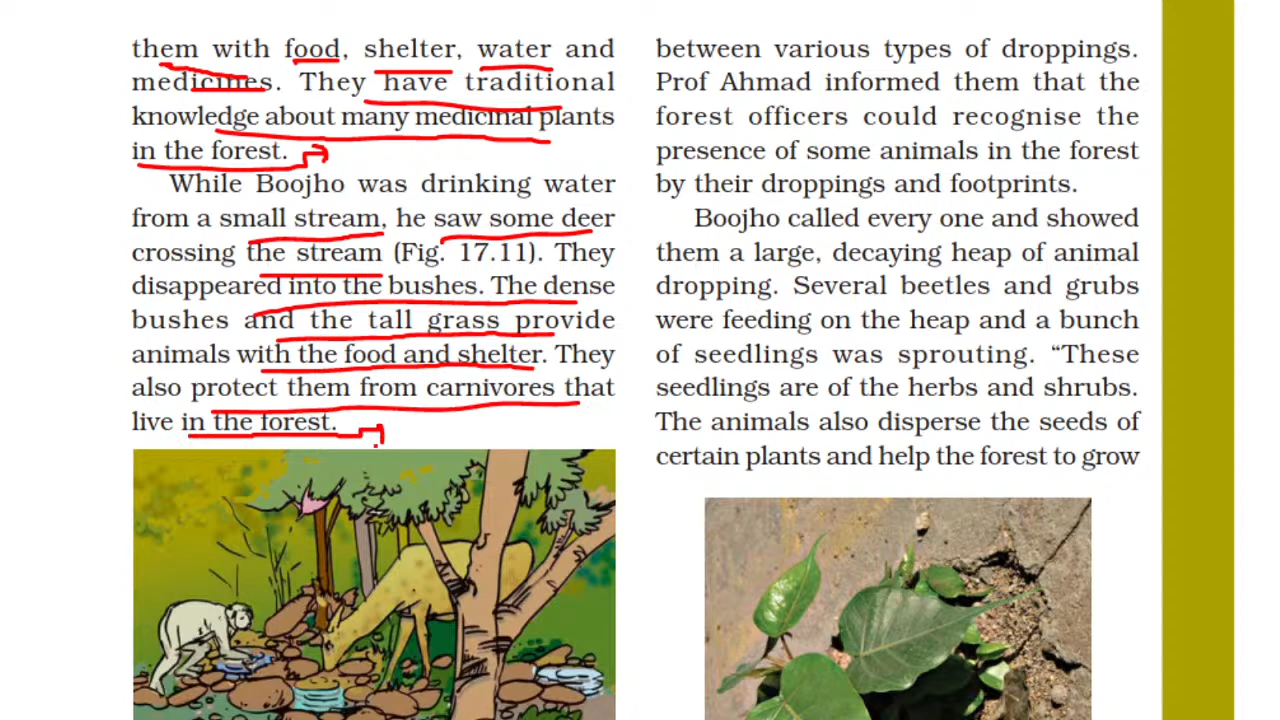 them with food, shelter, water and
medicines. They have traditional
knowledge about many medicinal plants
in the forest.
While Boojho was drinking water
from a small stream, he saw some deer
crossing the stream (Fig. 17.11). They
disappeared into the bushes. The dense
bushes and the tall grass provide
animals with the food and shelter. They
also protect them from carnivores that
live in the forest.
between various types of droppings.
Prof Ahmad informed them that the
forest officers could recognise the
presence of some animals in the forest
by their droppings and footprints.
Boojho called every one and showed
them a large, decaying heap of animal
dropping. Several beetles and grubs
were feeding on the heap and a bunch
of seedlings was sprouting. “These
seedlings are of the herbs and shrubs.
The animals also disperse the seeds of
certain plants and help the forest to grow